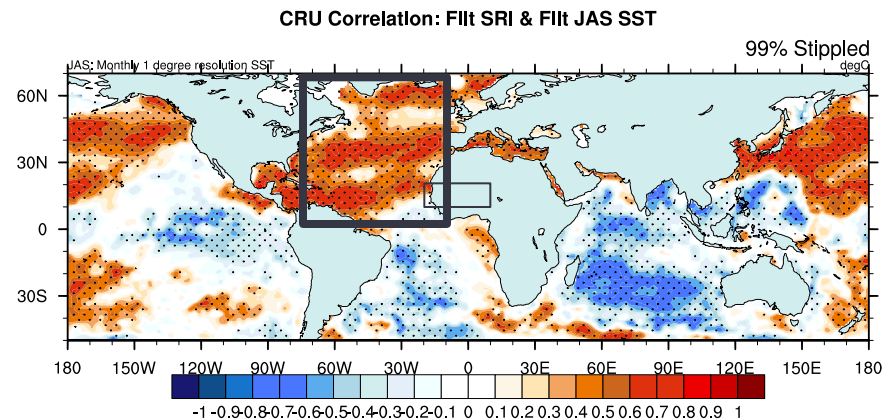 CRU Correlation: FIlt SRI & FIlt JAS SST
99% Stippled
JAS: Monthly 1 degree resolution SST
degC
60N
30N
0
30S
180 150W 120W 90W 60W 30W 0 30E 60E 90E 120E 150E 180
-1 -0.9-0.8-0.7-0.6-0.5-0.4-0.3-0.2-0.1 0 0.1 0.2 0.3 0.4 0.5 0.6 0.7 0.8 0.9 1